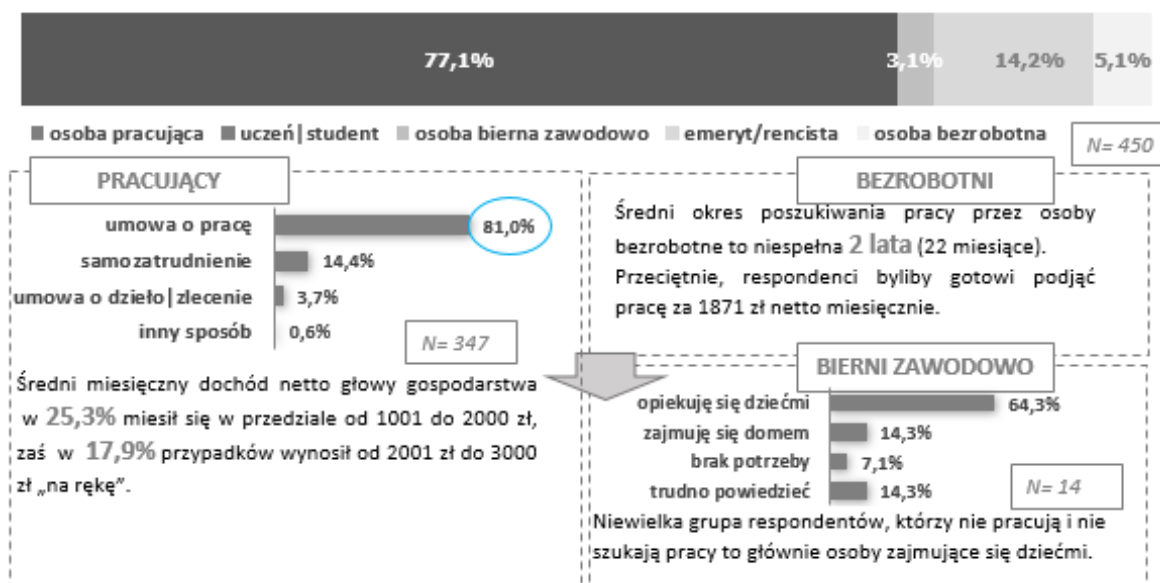 77,1% 3,1% 14,2% 5,1%
osoba pracująca uczeń|student osoba bierna zawodowo emeryt/rencista osoba bezrobotna
N= 450
PRACUJĄCY
umowa o pracę 81,0%
samozatrudnienie 14,4%
umowa o dzieło|zlecenie 3,7%
inny sposób 0,6%
N= 347
Średni miesięczny dochód netto głowy gospodarstwa
w 25,3% miesił się w przedziale od 1001 do 2000 zł,
zaś w 17,9% przypadków wynosił od 2001 zł do 3000
zł „na rękę”.
BEZROBOTNI
Średni okres poszukiwania pracy przez osoby
bezrobotne to niespełna 2 lata (22 miesiące).
Przeciętnie, respondenci byliby gotowi podjąć
pracę za 1871 zł netto miesięcznie.
BIERNI ZAWODOWO
opiekuję się dziećmi 64,3%
zajmuję się domem 14,3%
brak potrzeby 7,1%
trudno powiedzieć 14,3%
N= 14
Niewielka grupa respondentów, którzy nie pracują i nie
szukają pracy to głównie osoby zajmujące się dziećmi.